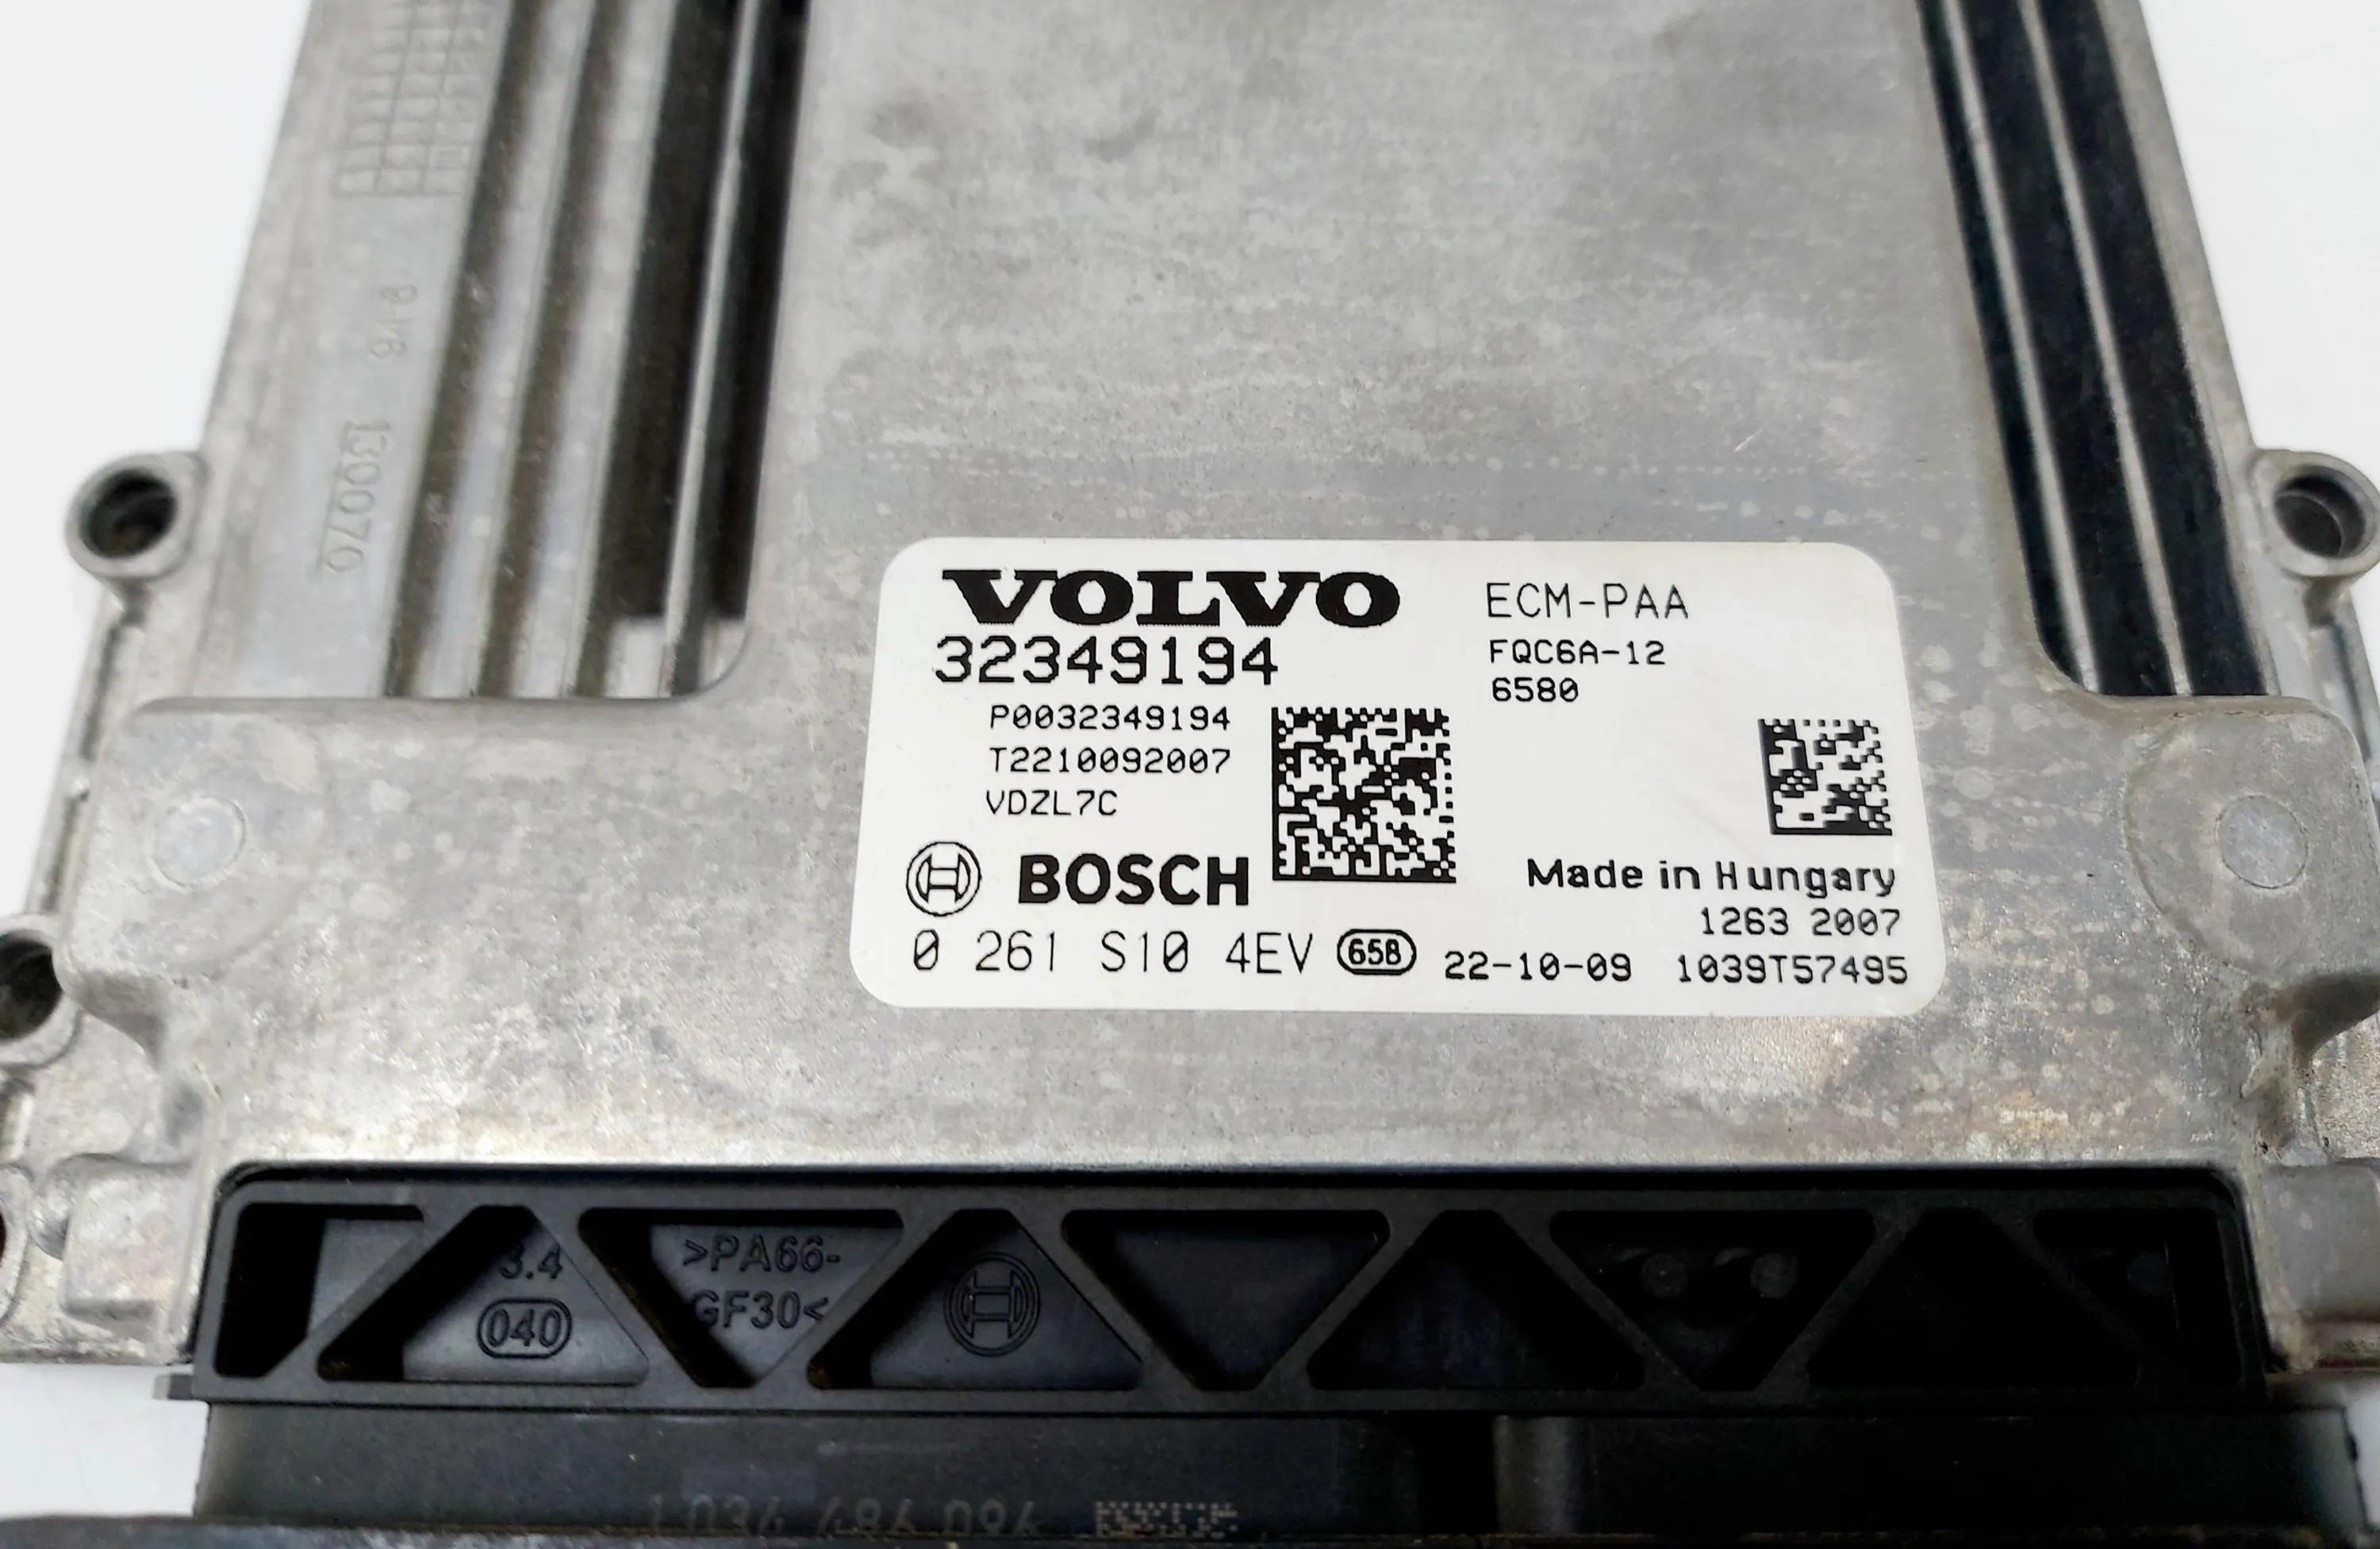 130070
VOLVO
32349194
P0032349194
T2210092007
VDZL7C
ECM-PAA
FQC6A-12
6580
BOSCH
Made in Hungary
1263 2007
0 261 S10 4EV 658 22-10-09 1039T57495
3.4
040
>PA66-
GF30<